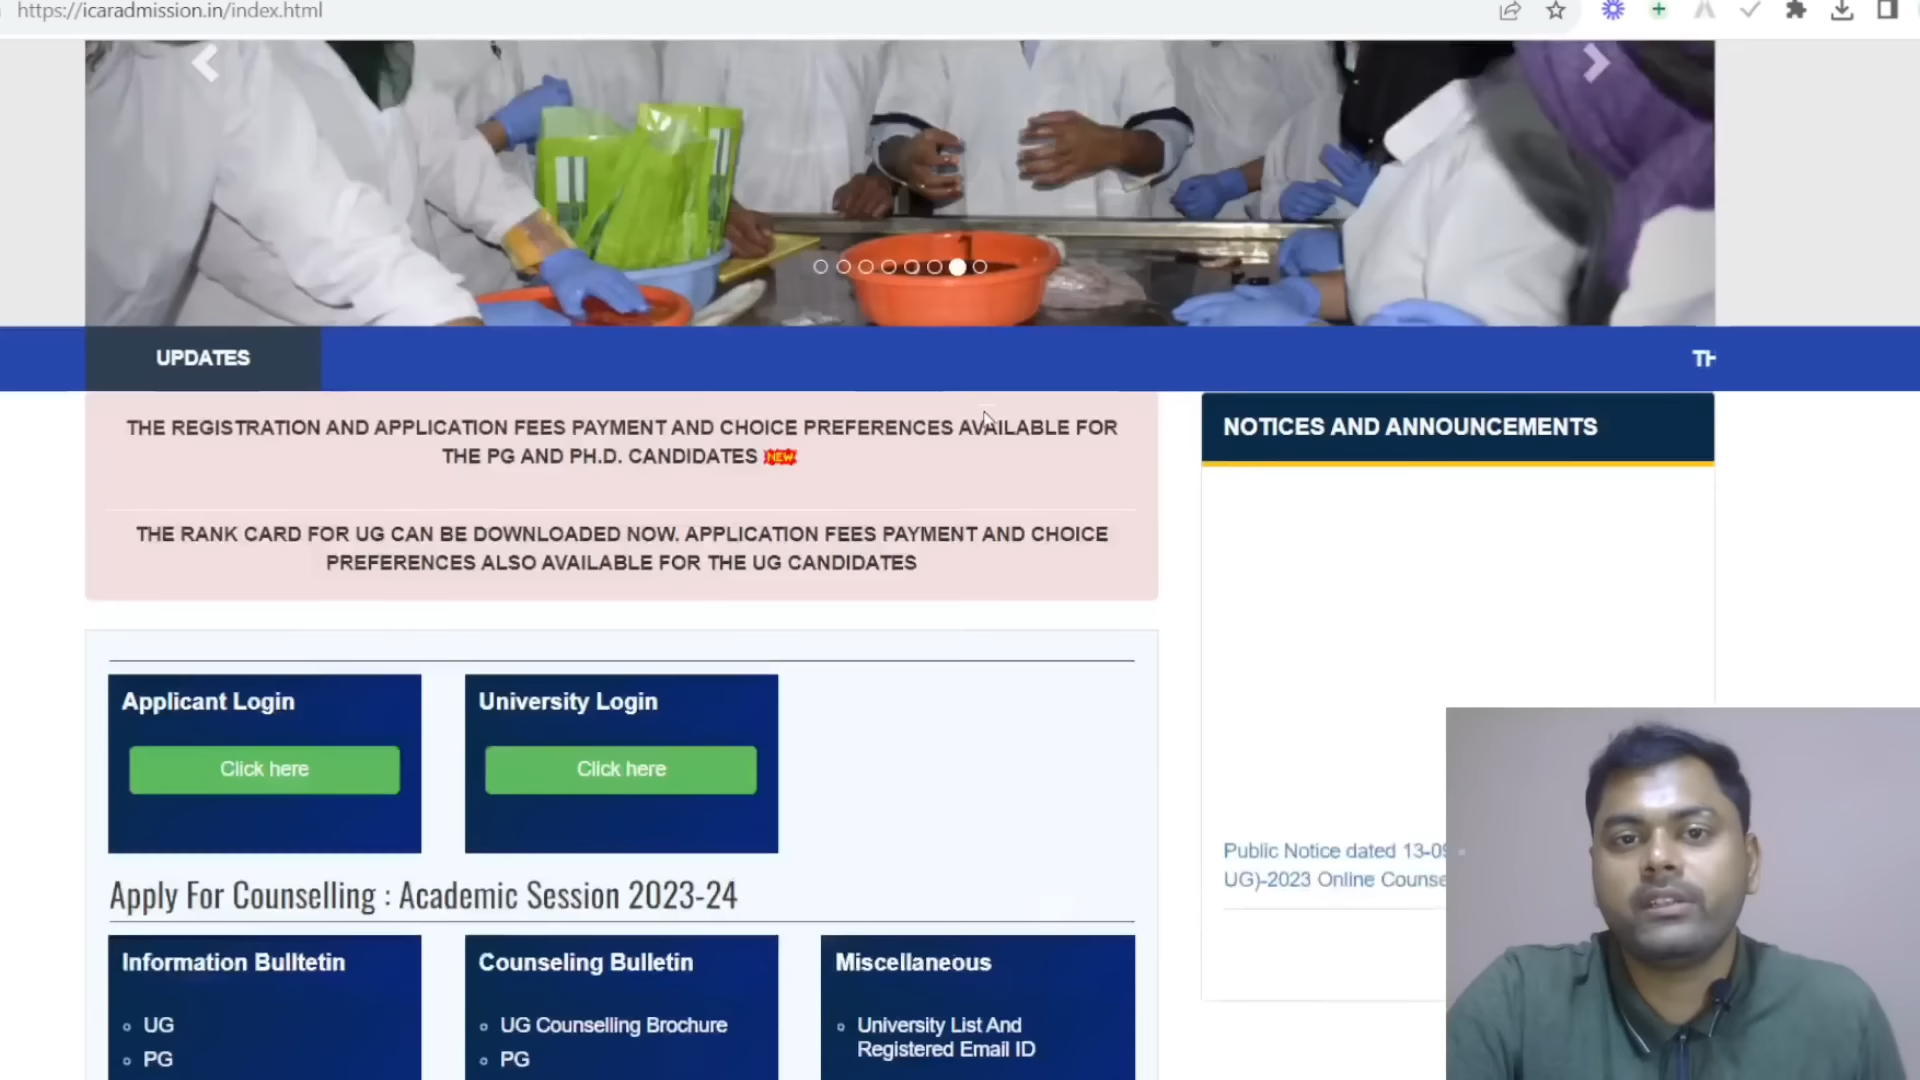 https://icaradmission.in/index.html
UPDATES
TH
THE REGISTRATION AND APPLICATION FEES PAYMENT AND CHOICE PREFERENCES AVAILABLE FOR
THE PG AND PH.D. CANDIDATES NEW
THE RANK CARD FOR UG CAN BE DOWNLOADED NOW. APPLICATION FEES PAYMENT AND CHOICE
PREFERENCES ALSO AVAILABLE FOR THE UG CANDIDATES
NOTICES AND ANNOUNCEMENTS
Public Notice dated 13-09
UG)-2023 Online Counse
Applicant Login
Click here
University Login
Click here
Apply For Counselling : Academic Session 2023-24
Information Bulltetin
UG
PG
Counseling Bulletin
UG Counselling Brochure
PG
Miscellaneous
University List And
Registered Email ID